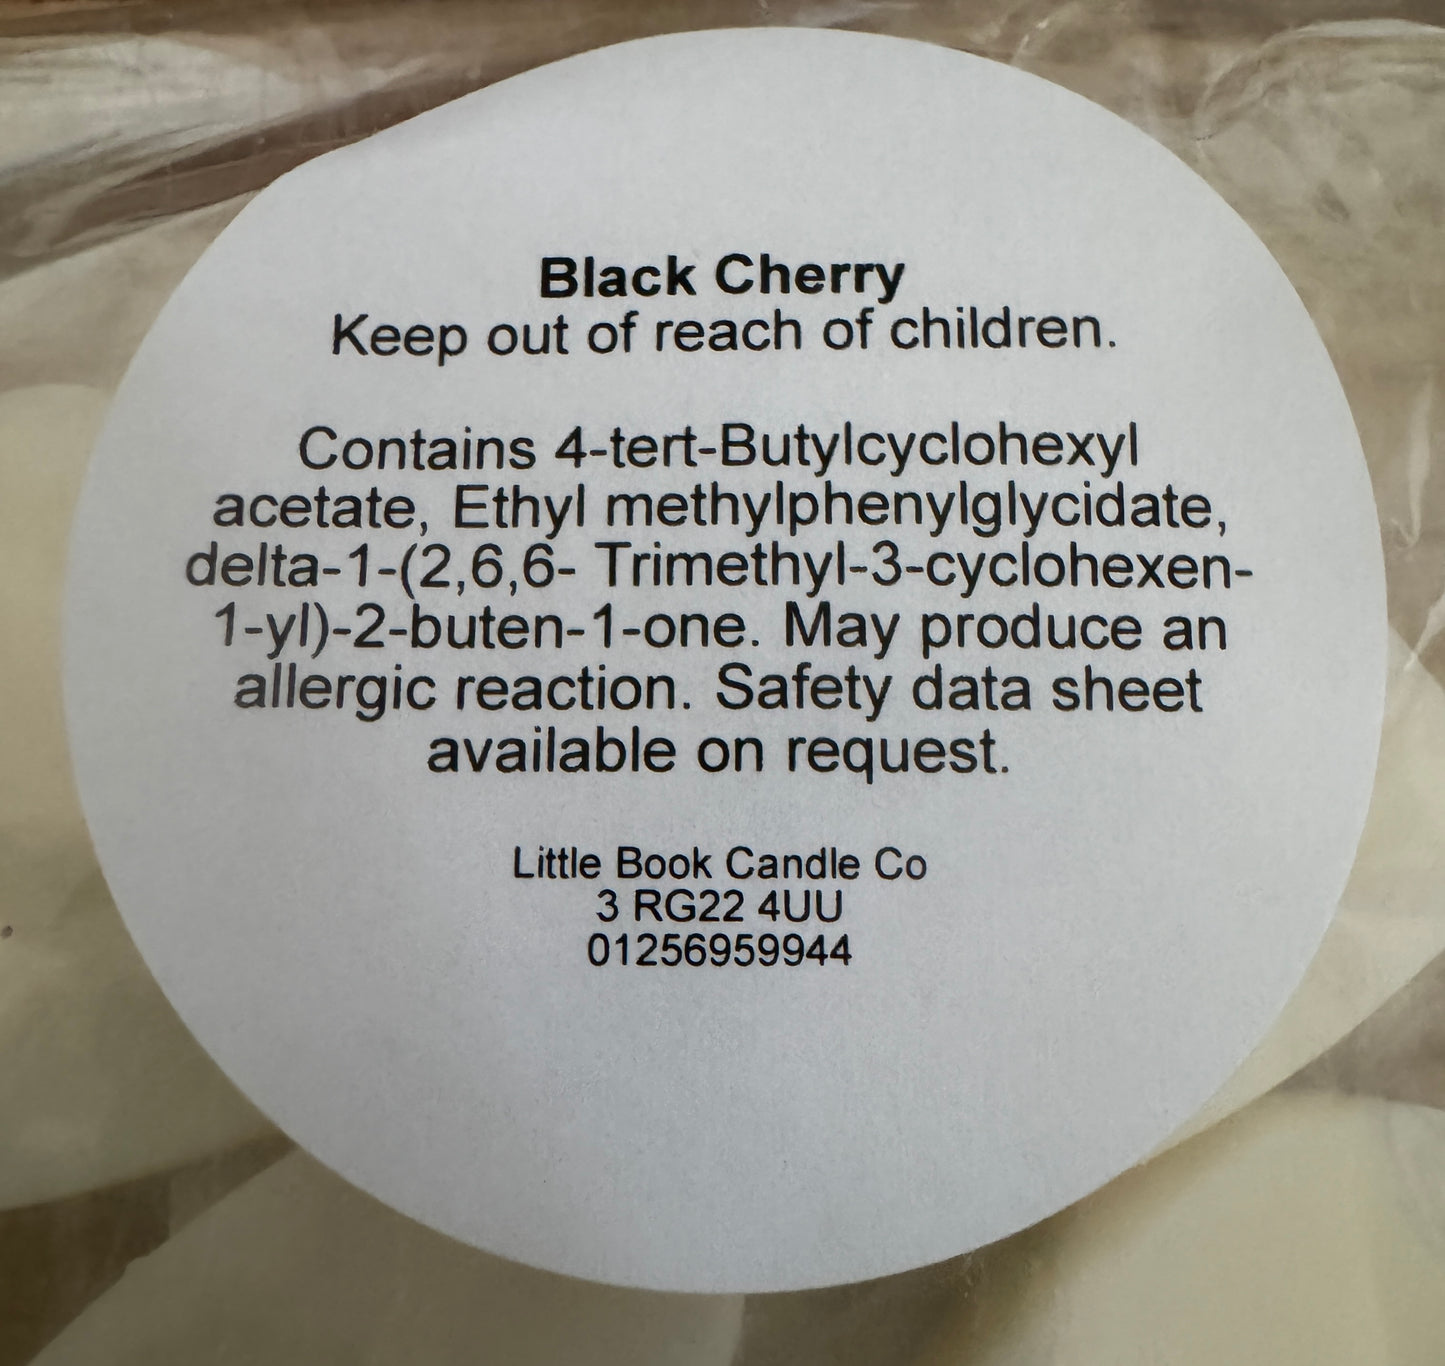 Black Cherry
Keep out of reach of children.
Contains 4-tert-Butylcyclohexyl
acetate, Ethyl methylphenylglycidate,
delta-1-(2,6,6- Trimethyl-3-cyclohexen-
1-yl)-2-buten-1-one. May produce an
allergic reaction. Safety data sheet
available on request.
Little Book Candle Co
3 RG22 4UU
01256959944